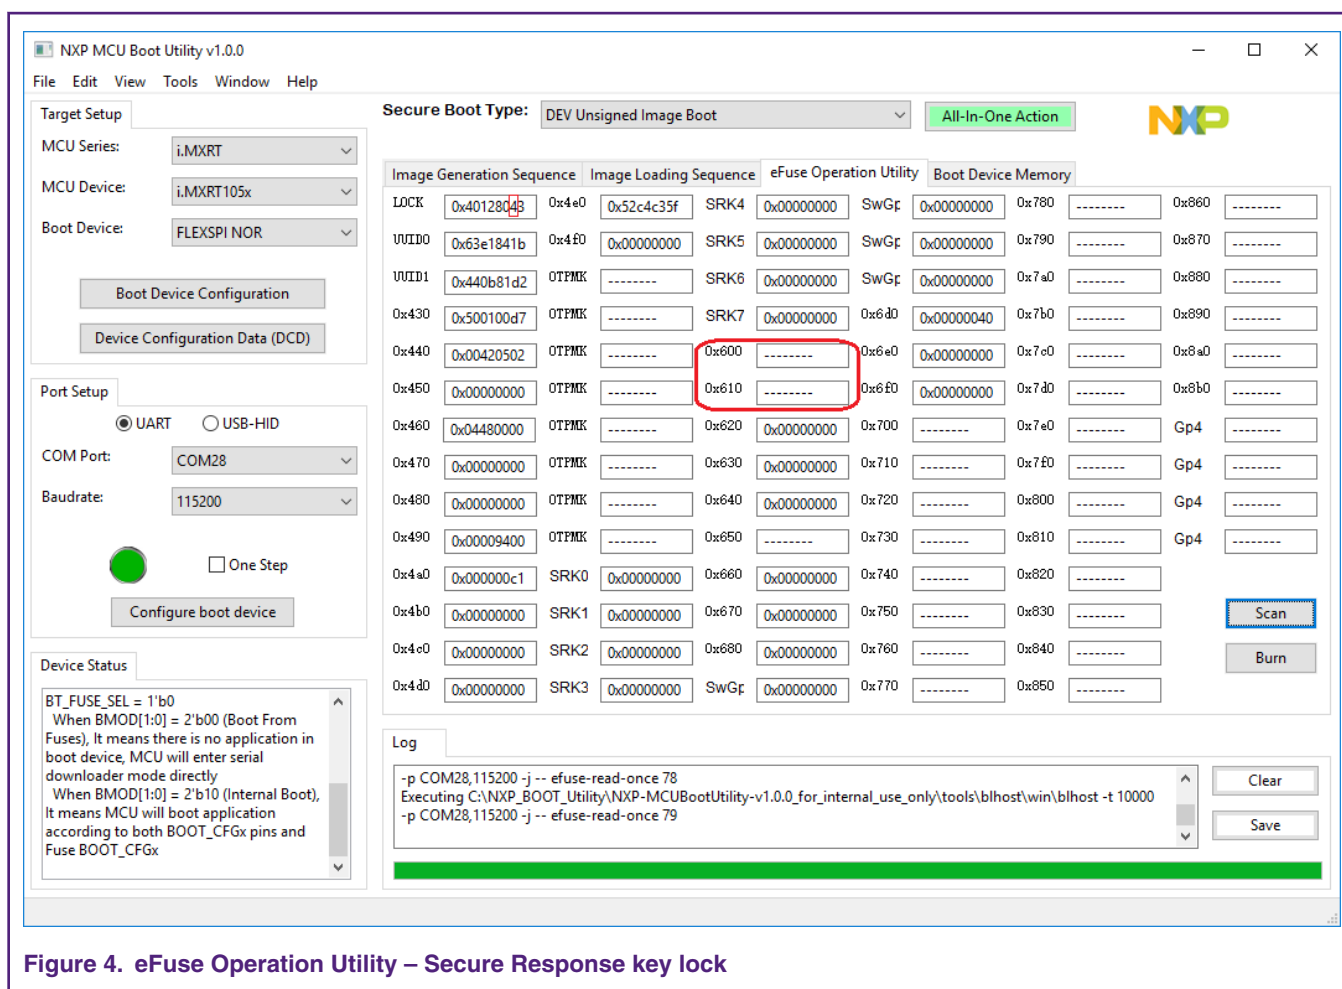 NXP MCU Boot Utility v1.0.0
File Edit View Tools Window Help
Target Setup
MCU Series: i.MXRT
MCU Device: i.MXRT105x
Boot Device: FLEXSPI NOR
Boot Device Configuration
Device Configuration Data (DCD)
Port Setup
UART USB-HID
COM Port: COM28
Baudrate: 115200
One Step
Configure boot device
Device Status
BT_FUSE_SEL = 1'b0
When BMOD[1:0] = 2'b00 (Boot From
Fuses), It means there is no application in
boot device, MCU will enter serial
downloader mode directly
When BMOD[1:0] = 2'b10 (Internal Boot),
It means MCU will boot application
according to both BOOT_CFGx pins and
Fuse BOOT_CFGx
Secure Boot Type: DEV Unsigned Image Boot All-In-One Action NXP
Image Generation Sequence Image Loading Sequence eFuse Operation Utility Boot Device Memory
LOCK 0x40128043 0x4e0 0x52c4c35f SRK4 0x00000000 SwGp 0x00000000 0x780 -------- 0x860 --------
UUID0 0x63e1841b 0x4f0 0x00000000 SRK5 0x00000000 SwGp 0x00000000 0x790 -------- 0x870 --------
UUID1 0x440b81d2 OTPMK -------- SRK6 0x00000000 SwGp 0x00000000 0x7a0 -------- 0x880 --------
0x430 0x500100d7 OTPMK -------- SRK7 0x00000000 0x6d0 0x00000040 0x7b0 -------- 0x890 --------
0x440 0x00420502 OTPMK -------- 0x600 -------- 0x6e0 0x00000000 0x7c0 -------- 0x8a0 --------
0x450 0x00000000 OTPMK -------- 0x610 -------- 0x6f0 0x00000000 0x7d0 -------- 0x8b0 --------
0x460 0x04480000 OTPMK -------- 0x620 0x00000000 0x700 -------- 0x7e0 -------- Gp4 --------
0x470 0x00000000 OTPMK -------- 0x630 0x00000000 0x710 -------- 0x7f0 -------- Gp4 --------
0x480 0x00000000 OTPMK -------- 0x640 0x00000000 0x720 -------- 0x800 -------- Gp4 --------
0x490 0x00009400 OTPMK -------- 0x650 -------- 0x730 -------- 0x810 -------- Gp4 --------
0x4a0 0x000000c1 SRK0 0x00000000 0x660 0x00000000 0x740 -------- 0x820 --------
0x4b0 0x00000000 SRK1 0x00000000 0x670 0x00000000 0x750 -------- 0x830 -------- Scan
0x4c0 0x00000000 SRK2 0x00000000 0x680 0x00000000 0x760 -------- 0x840 -------- Burn
0x4d0 0x00000000 SRK3 0x00000000 SwGp 0x00000000 0x770 -------- 0x850 --------
Log
-p COM28,115200 -j -- efuse-read-once 78
Executing C:\NXP_BOOT_Utility\NXP-MCUBootUtility-v1.0.0_for_internal_use_only\tools\blhost\win\blhost -t 10000
-p COM28,115200 -j -- efuse-read-once 79
Clear
Save
Figure 4. eFuse Operation Utility – Secure Response key lock